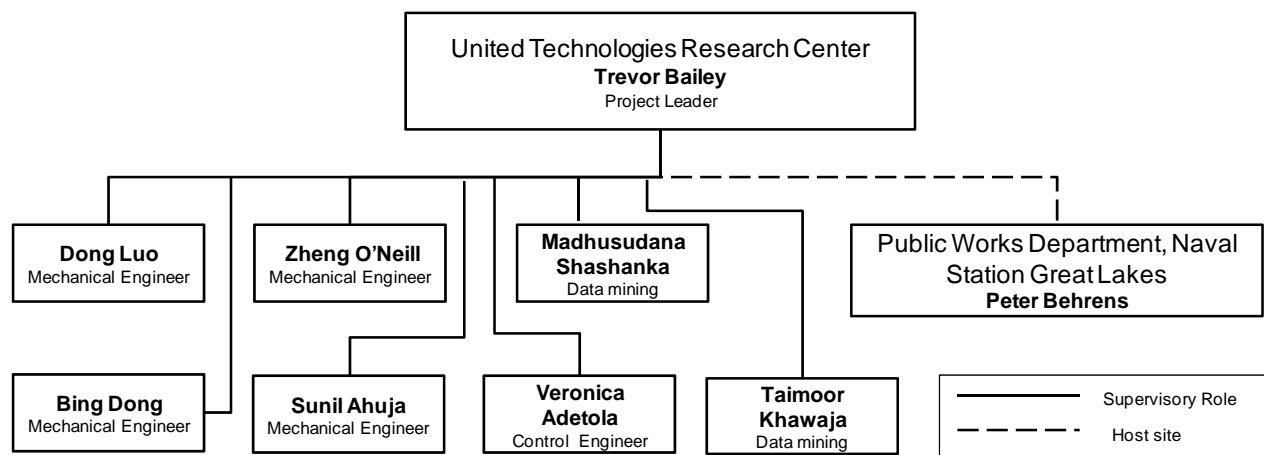 United Technologies Research Center
Trevor Bailey
Project Leader
Dong Luo
Mechanical Engineer
Zheng O’Neill
Mechanical Engineer
Madhusudana
Shashanka
Data mining
Public Works Department, Naval
Station Great Lakes
Peter Behrens
Bing Dong
Mechanical Engineer
Sunil Ahuja
Mechanical Engineer
Veronica
Adetola
Control Engineer
Taimoor
Khawaja
Data mining
Supervisory Role
Host site